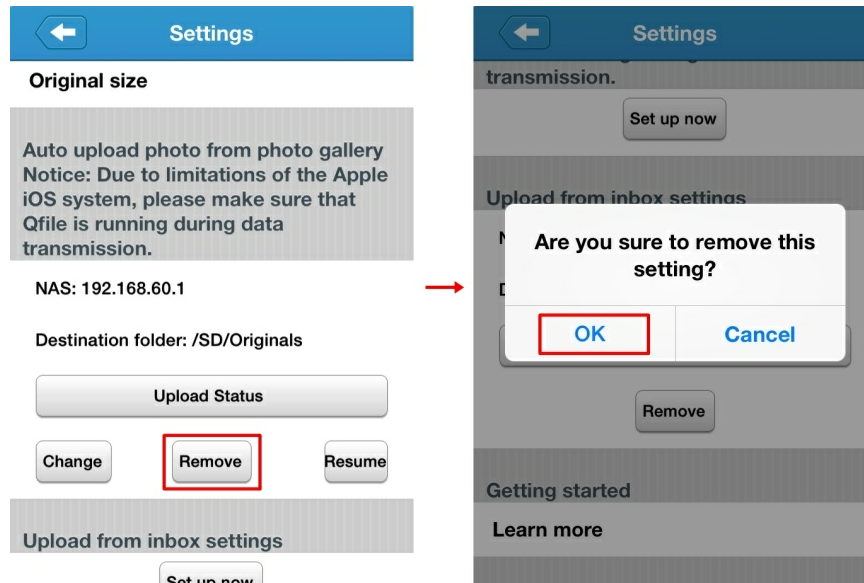 Settings
Original size
Auto upload photo from photo gallery
Notice: Due to limitations of the Apple
iOS system, please make sure that
Qfile is running during data
transmission.
NAS: 192.168.60.1
Destination folder: /SD/Originals
Upload Status
Change
Remove
Resume
Upload from inbox settings
Set up now
Settings
transmission.
Set up now
Upload from inbox settings
Are you sure to remove this
setting?
OK
Cancel
Remove
Getting started
Learn more